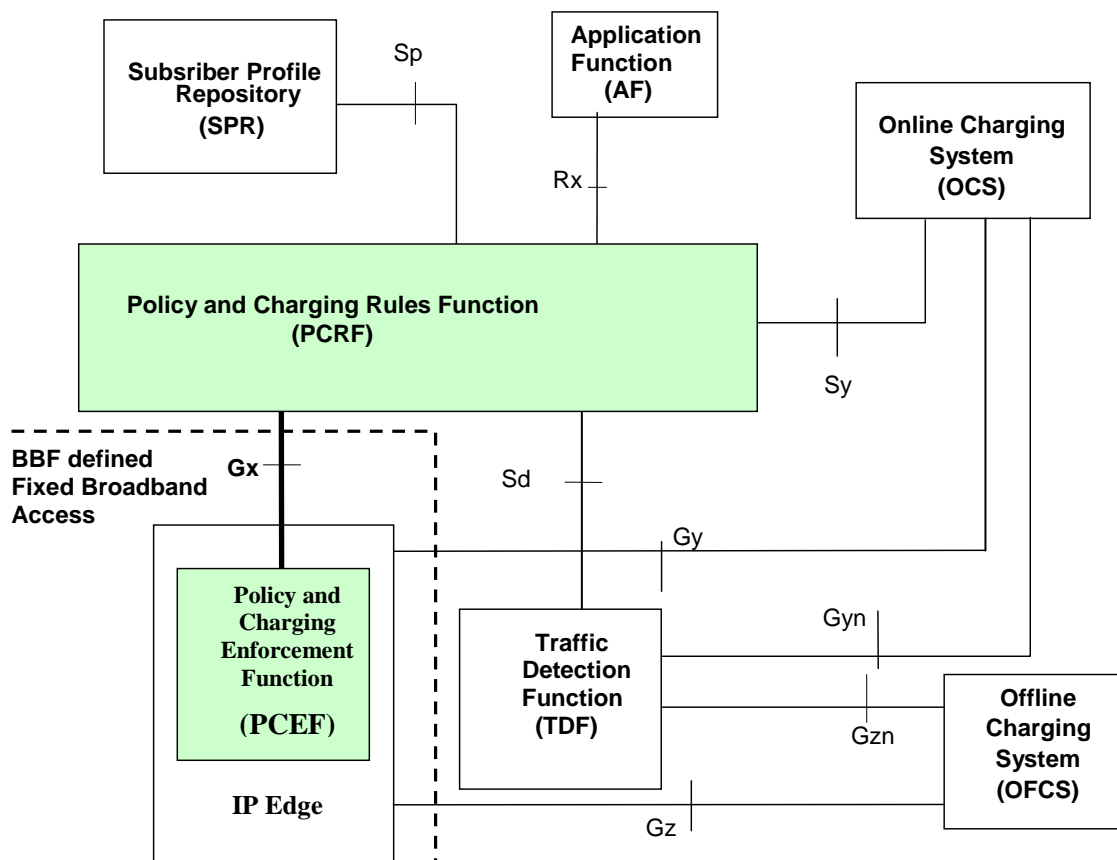 Subsriber Profile
Repository
(SPR)
Sp
Application
Function
(AF)
Rx
Online Charging
System
(OCS)
Policy and Charging Rules Function
(PCRF)
Sy
BBF defined
Fixed Broadband
Access
Gx
Sd
Gy
Policy and
Charging
Enforcement
Function
(PCEF)
IP Edge
Traffic
Detection
Function
(TDF)
Gyn
Gzn
Offline
Charging
System
(OFCS)
Gz